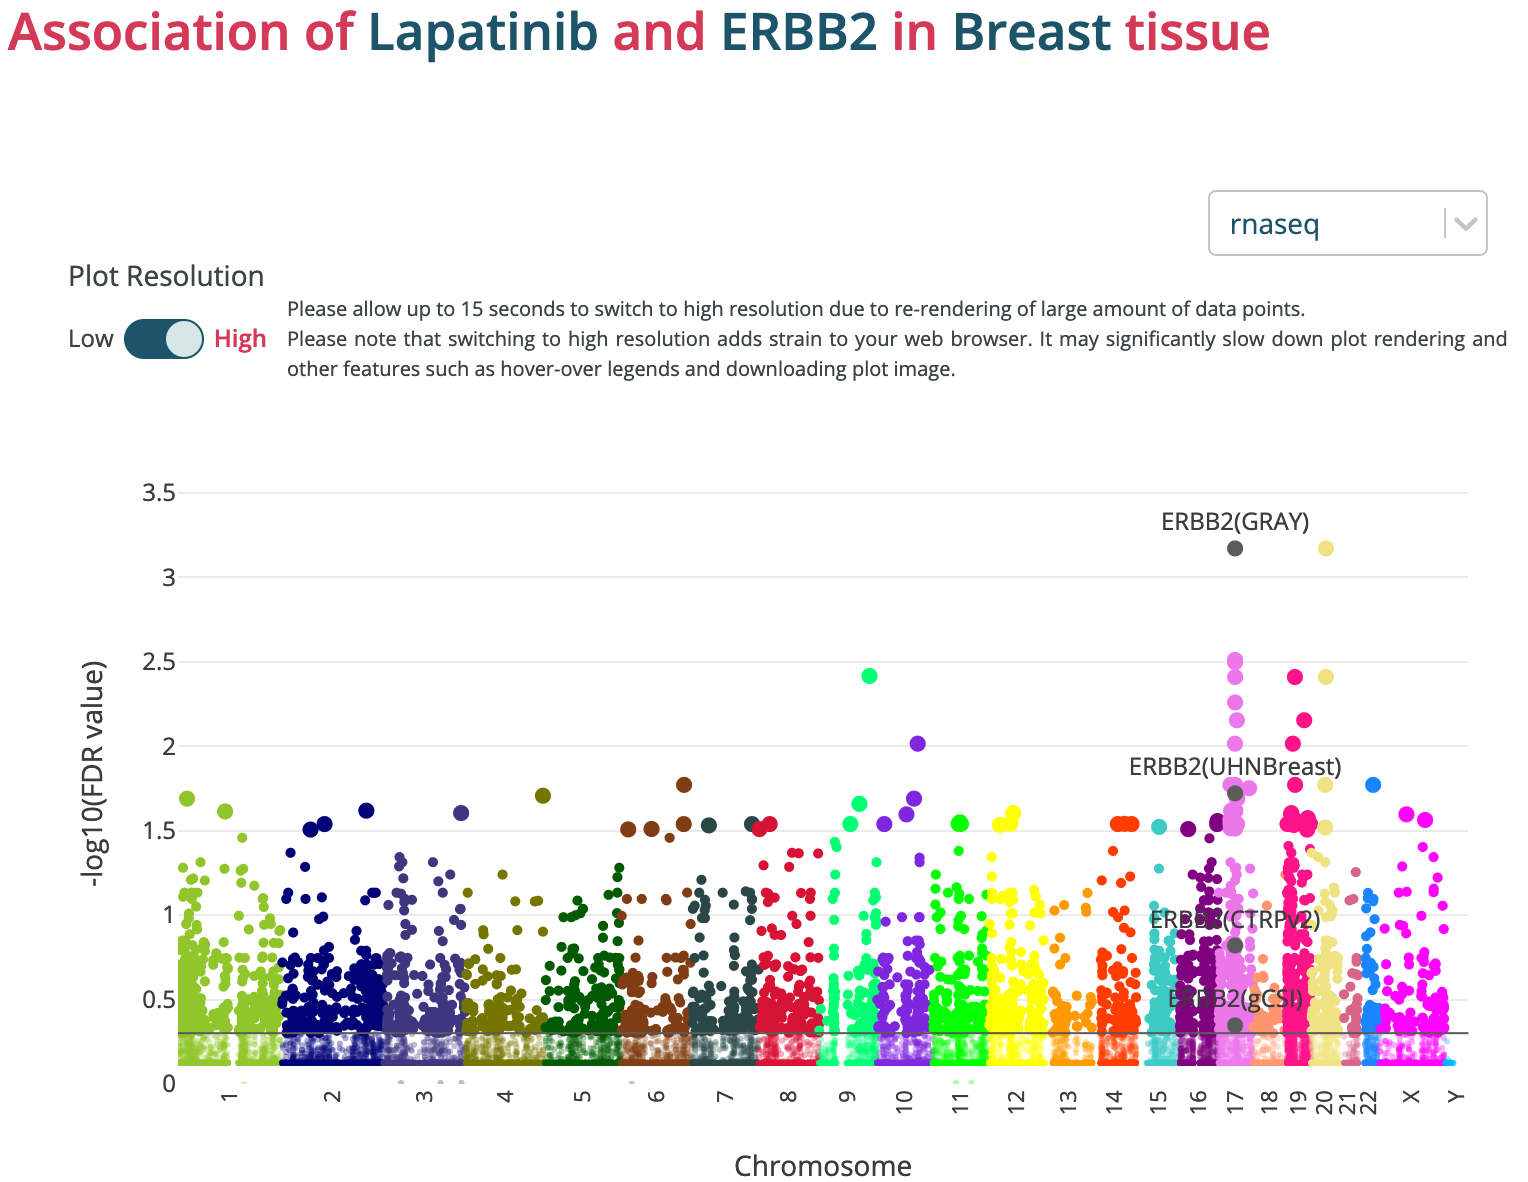 Association of Lapatinib and ERBB2 in Breast tissue
rnaseq
Plot Resolution
Low
High
Please allow up to 15 seconds to switch to high resolution due to re-rendering of large amount of data points.
Please note that switching to high resolution adds strain to your web browser. It may significantly slow down plot rendering and
other features such as hover-over legends and downloading plot image.
3.5
3
2.5
2
1.5
1
0.5
0
-log10(FDR value)
ERBB2(GRAY)
ERBB2(UHNBreast)
ERBB2(CTRPv2)
ERBB2(gCSI)
1
2
3
4
5
6
7
8
9
10
11
12
13
14
15
16
17
18
19
20
21
22
X
Y
Chromosome